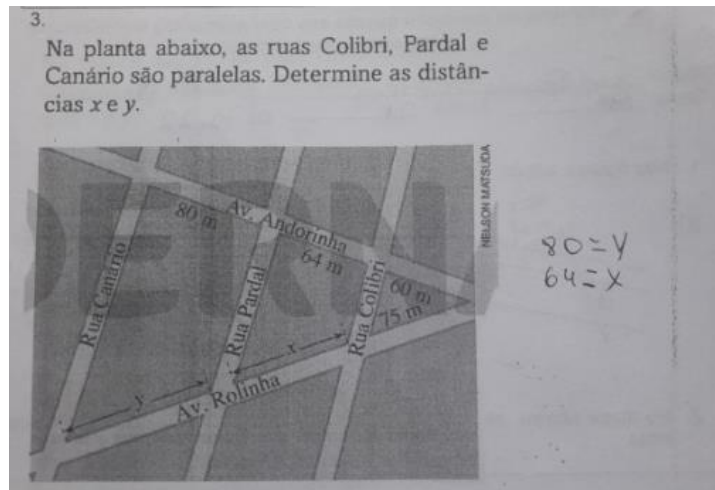 3.
Na planta abaixo, as ruas Colibri, Pardal e
Canário são paralelas. Determine as distân-
cias x e y.
NELSON MATSUDA
80 m
Av. Andorinha
64 m
60 m
75 m
Rua Canário
Rua Pardal
Rua Colibri
x
y
Av. Rolinha
DERNA
80 = y
64 = x